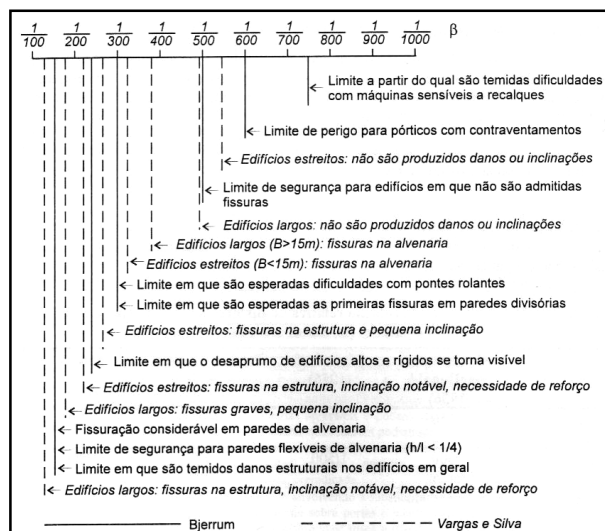 1/100 1/200 1/300 1/400 1/500 1/600 1/700 1/800 1/900 1/1000 β
Limite a partir do qual são temidas dificuldades
com máquinas sensíveis a recalques
Limite de perigo para pórticos com contraventamentos
Edifícios estreitos: não são produzidos danos ou inclinações
Limite de segurança para edifícios em que não são admitidas
fissuras
Edifícios largos: não são produzidos danos ou inclinações
Edifícios largos (B>15m): fissuras na alvenaria
Edifícios estreitos (B<15m): fissuras na alvenaria
Limite em que são esperadas dificuldades com pontes rolantes
Limite em que são esperadas as primeiras fissuras em paredes divisórias
Edifícios estreitos: fissuras na estrutura e pequena inclinação
Limite em que o desaprumo de edifícios altos e rígidos se torna visível
Edifícios estreitos: fissuras na estrutura, inclinação notável, necessidade de reforço
Edifícios largos: fissuras graves, pequena inclinação
Fissuração considerável em paredes de alvenaria
Limite de segurança para paredes flexíveis de alvenaria (h/l < 1/4)
Limite em que são temidos danos estruturais nos edifícios em geral
Edifícios largos: fissuras na estrutura, inclinação notável, necessidade de reforço
Bjerrum Vargas e Silva